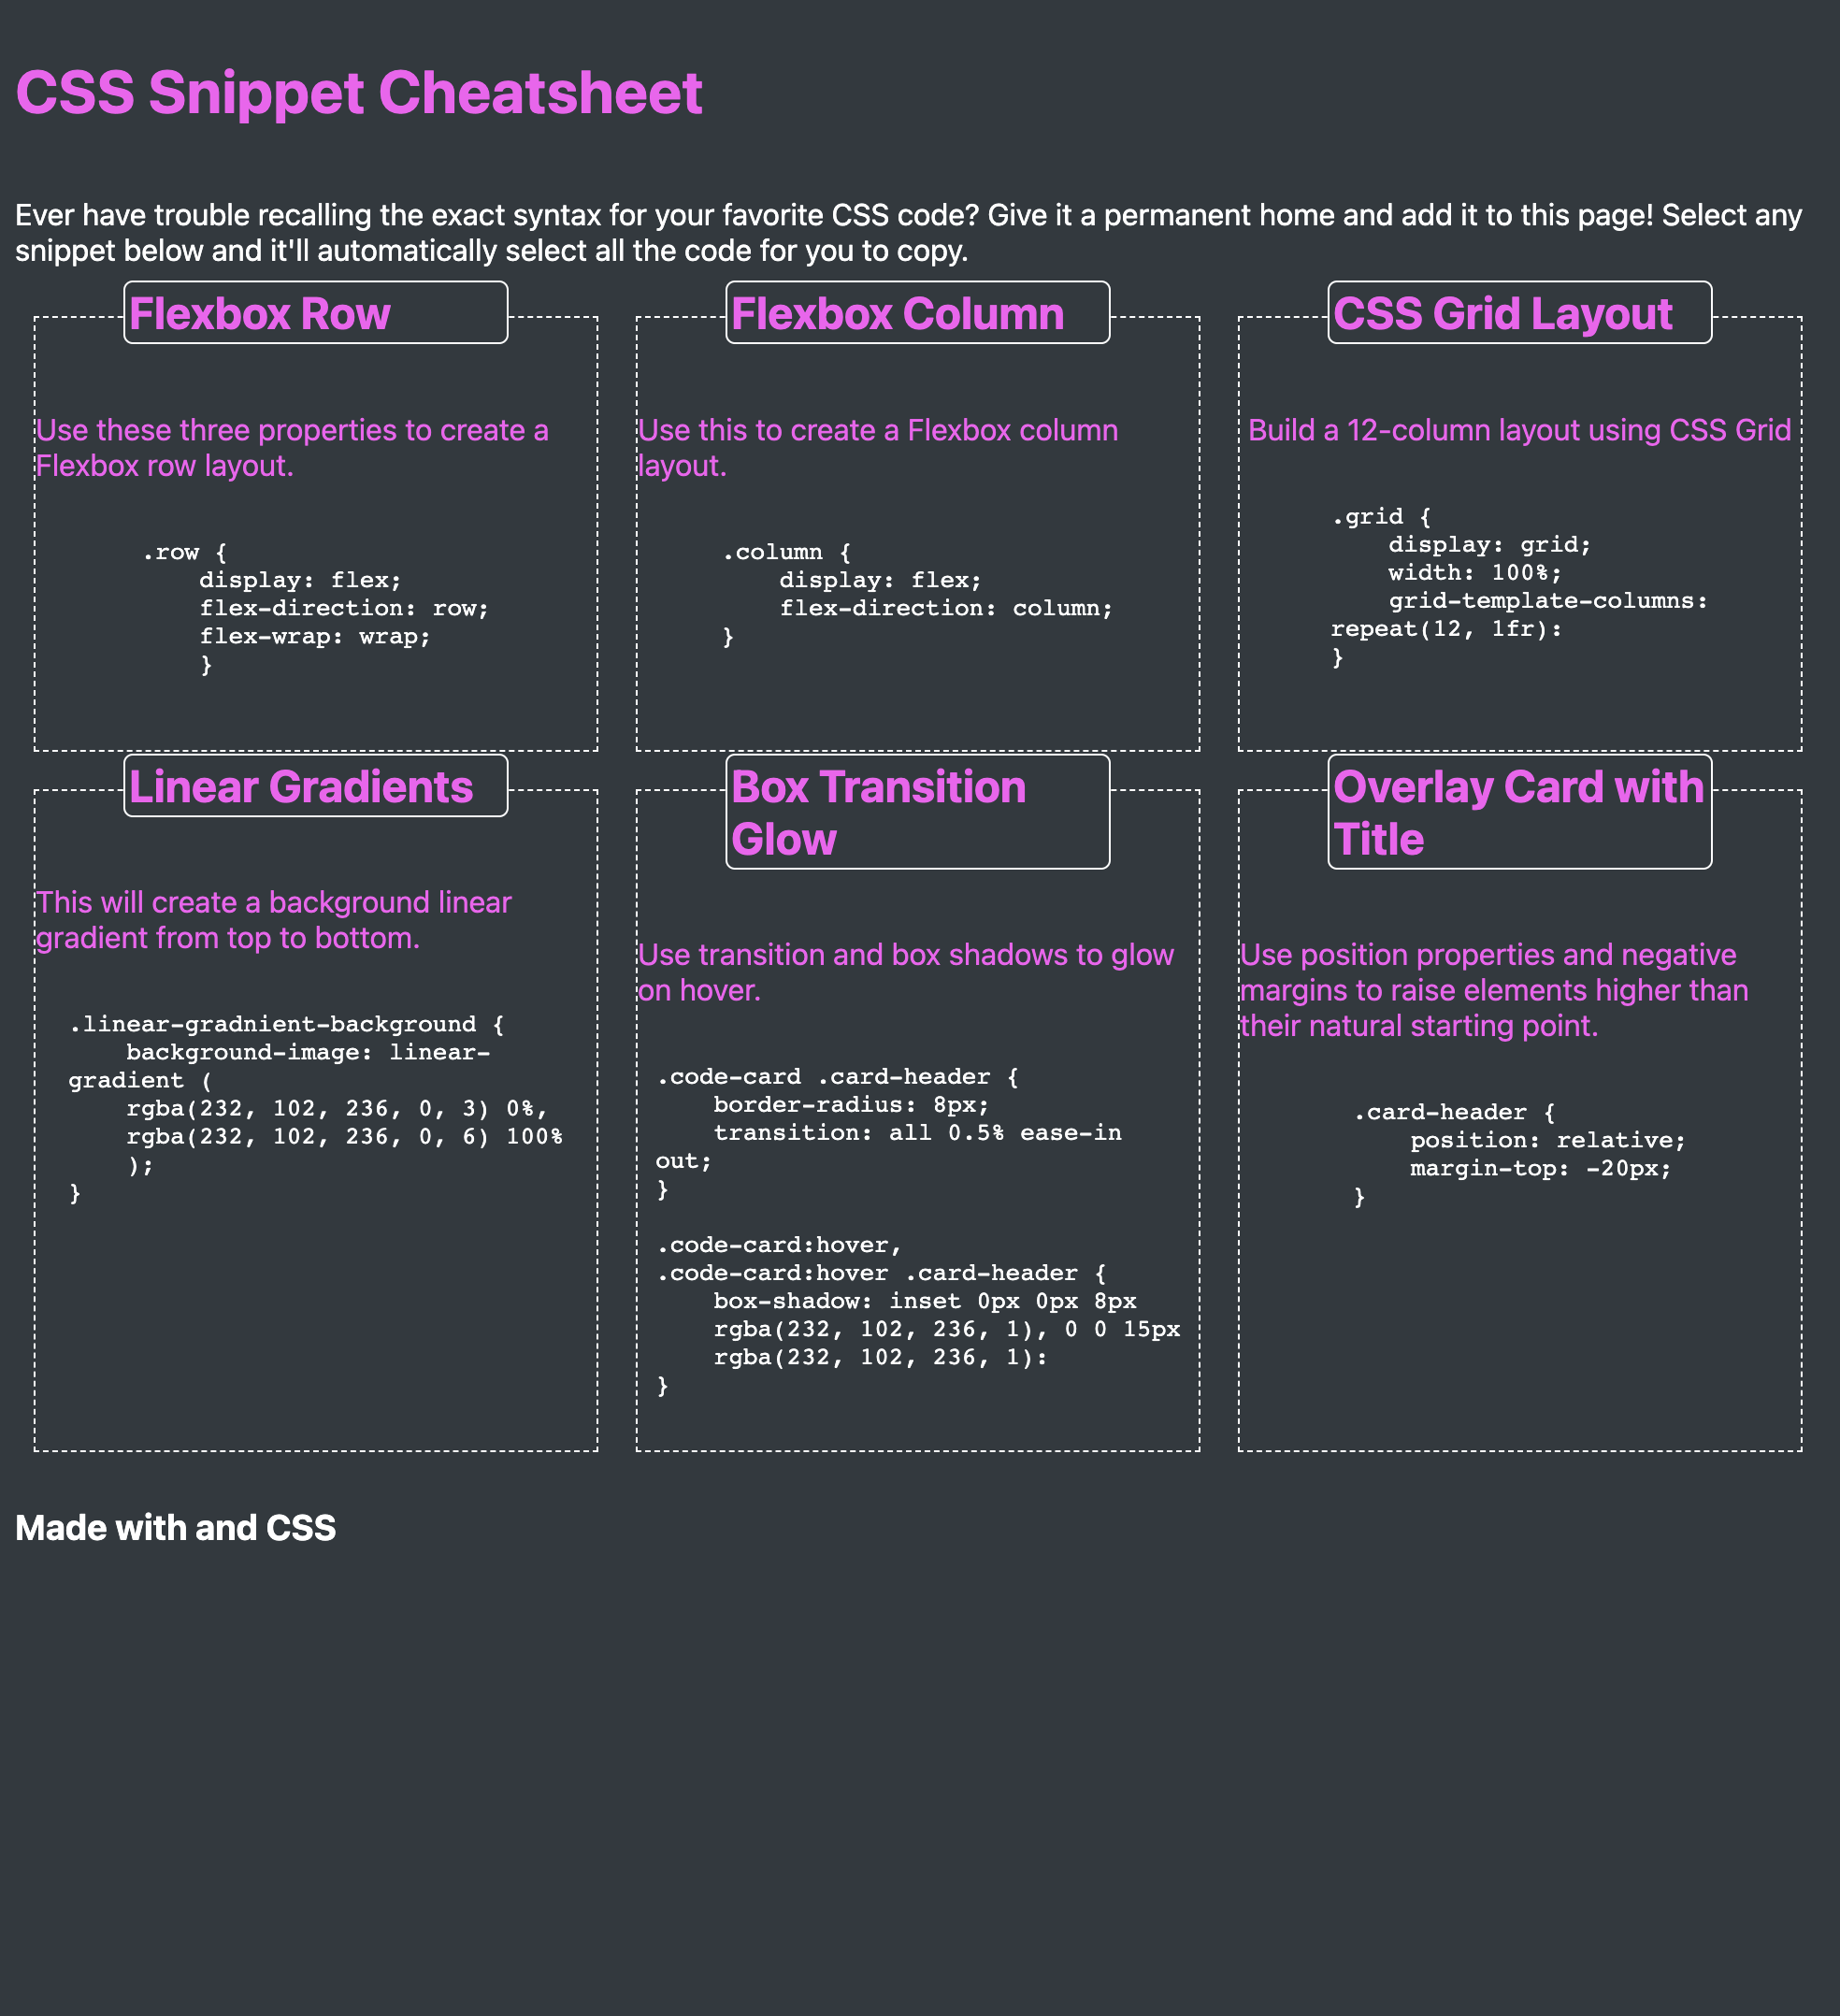 CSS Snippet Cheatsheet
Ever have trouble recalling the exact syntax for your favorite CSS code? Give it a permanent home and add it to this page! Select any
snippet below and it'll automatically select all the code for you to copy.
Flexbox Row
Use these three properties to create a
Flexbox row layout.
.row {
    display: flex;
    flex-direction: row;
    flex-wrap: wrap;
    }
Flexbox Column
Use this to create a Flexbox column
layout.
.column {
    display: flex;
    flex-direction: column;
}
CSS Grid Layout
Build a 12-column layout using CSS Grid
.grid {
    display: grid;
    width: 100%;
    grid-template-columns:
repeat(12, 1fr):
}
Linear Gradients
This will create a background linear
gradient from top to bottom.
.linear-gradnient-background {
    background-image: linear-
gradient (
    rgba(232, 102, 236, 0, 3) 0%,
    rgba(232, 102, 236, 0, 6) 100%
    );
}
Box Transition
Glow
Use transition and box shadows to glow
on hover.
.code-card .card-header {
    border-radius: 8px;
    transition: all 0.5% ease-in
out;
}
.code-card:hover,
.code-card:hover .card-header {
    box-shadow: inset 0px 0px 8px
    rgba(232, 102, 236, 1), 0 0 15px
    rgba(232, 102, 236, 1):
}
Overlay Card with
Title
Use position properties and negative
margins to raise elements higher than
their natural starting point.
.card-header {
    position: relative;
    margin-top: -20px;
}
Made with and CSS